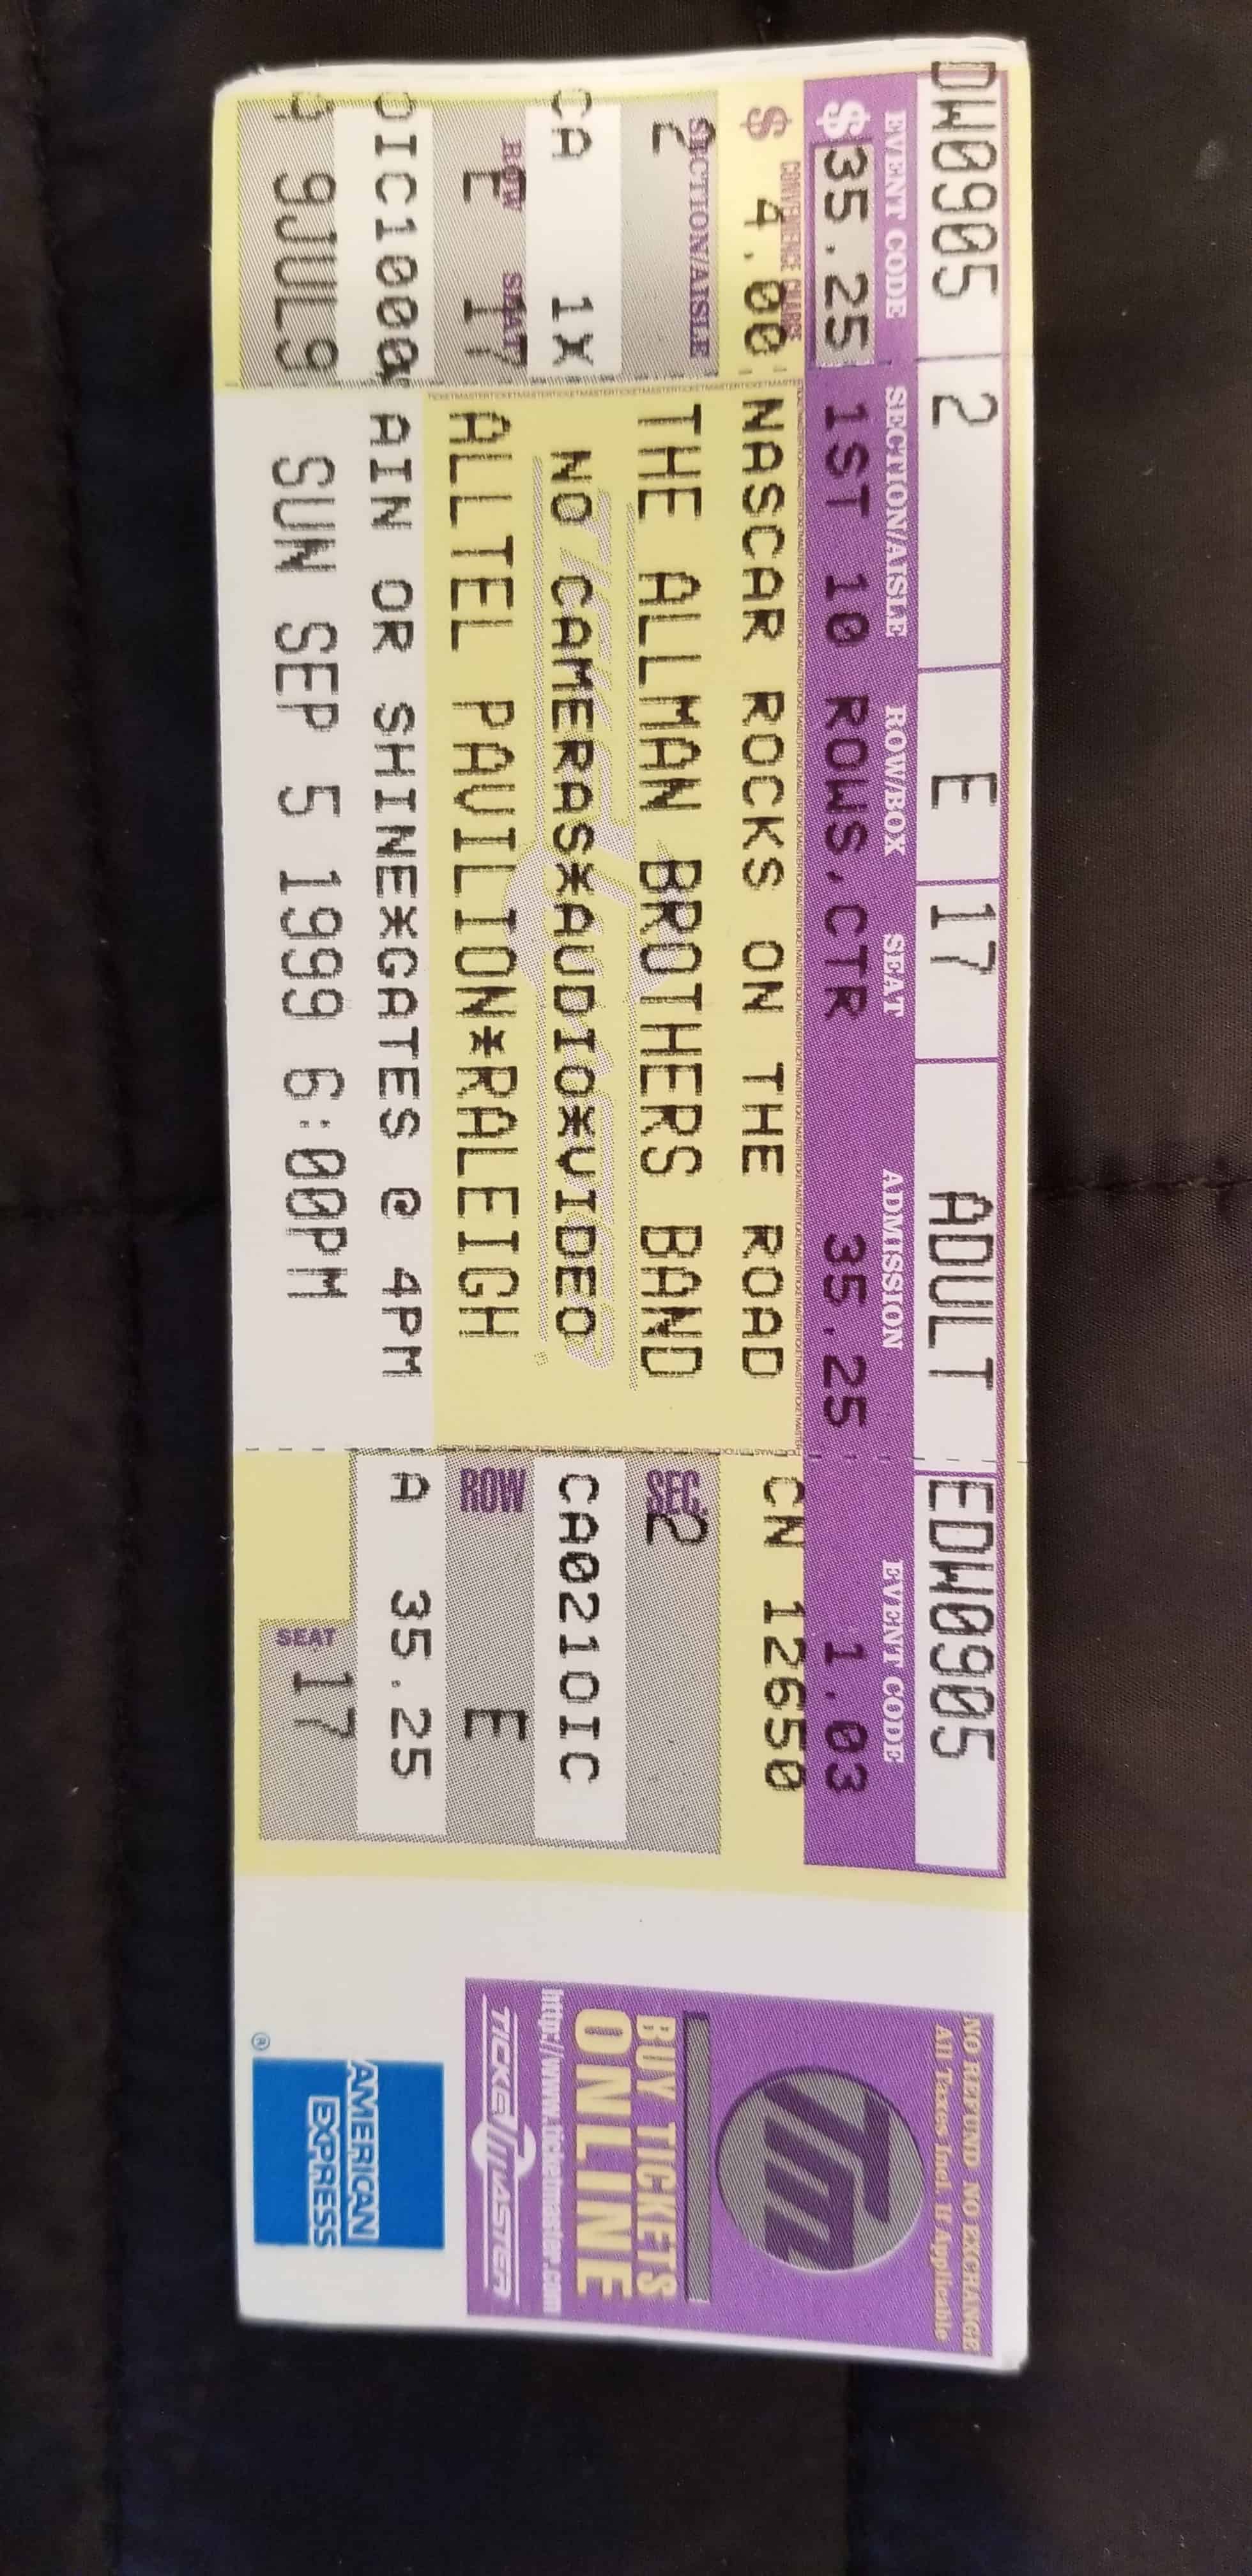 DW0905 2 E 17 ADULT EDW0905
EVENT CODE SECTION/AISLE ROW/BOX SEAT ADMISSION EVENT CODE
$35.25 1ST 10 ROWS.CTR 35.25 1.03
CONVENIENCE CHARGE
$ 4.00 NASCAR ROCKS ON THE ROAD CN 12650
SECTION/AISLE SEC.
2 THE ALLMAN BROTHERS BAND 2
CA 1X NO CAMERAS*AUDIO*VIDEO CA0210IC
ROW SEAT ROW
E 17 ALLTEL PAVILION*RALEIGH E
OIC100 AIN OR SHINE*GATES @ 4PM A 35.25
9JUL9 SUN SEP 5 1999 6:00PM SEAT 17
NO REFUND NO EXCHANGE
All Taxes Incl. If Applicable
TM
BUY TICKETS
ONLINE
http://www.ticketmaster.com
TICKETMASTER
AMERICAN
EXPRESS
®